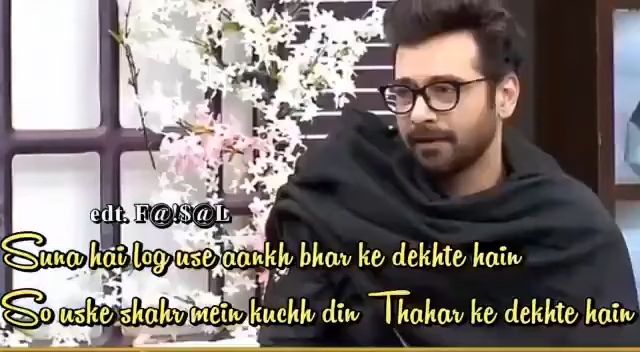 edt. F@!$@L
Suna hai log use aankh bhar ke dekhte hain
So uske shahr mein kuchh din Thahar ke dekhte hain